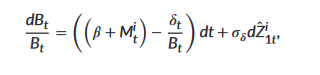 dB_t/B_t = ((β + M_t^i) − δ_t/B_t) dt + σ_δ dẐ_{1t}^i,